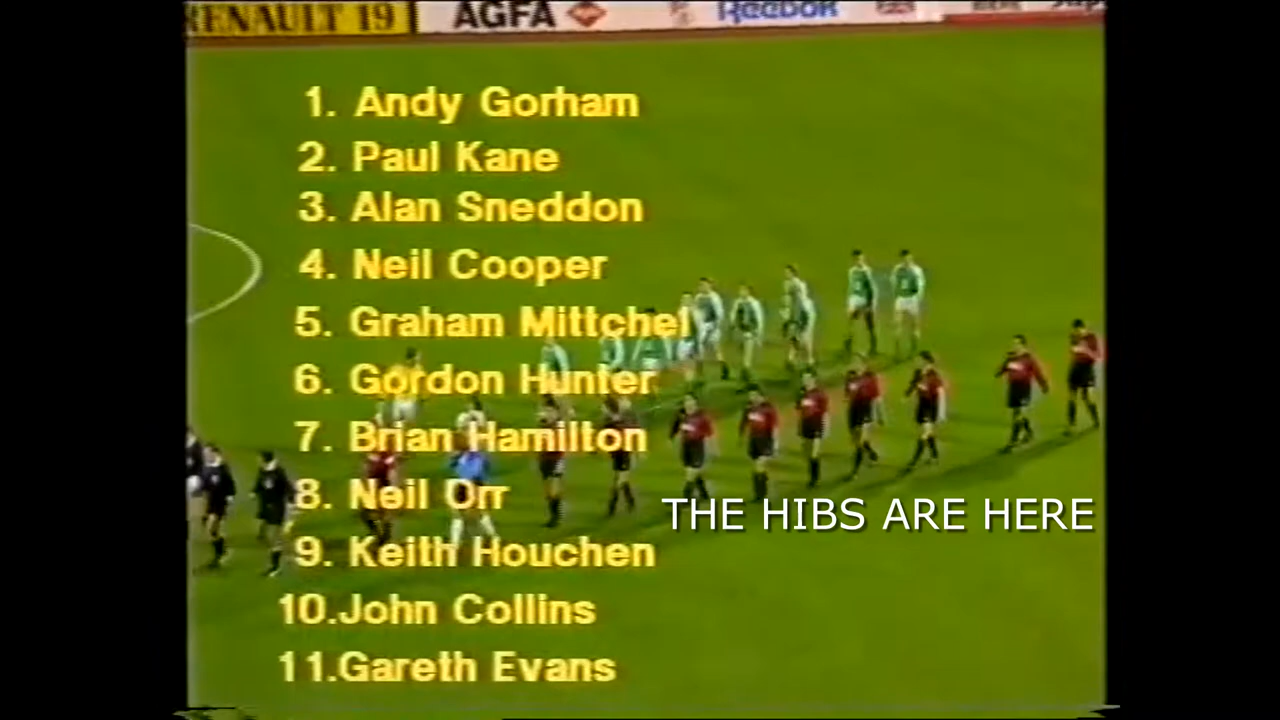 RENAULT 19 AGFA Reebok
1. Andy Gorham
2. Paul Kane
3. Alan Sneddon
4. Neil Cooper
5. Graham Mittchel
6. Gordon Hunter
7. Brian Hamilton
8. Neil Orr
THE HIBS ARE HERE
9. Keith Houchen
10.John Collins
11.Gareth Evans